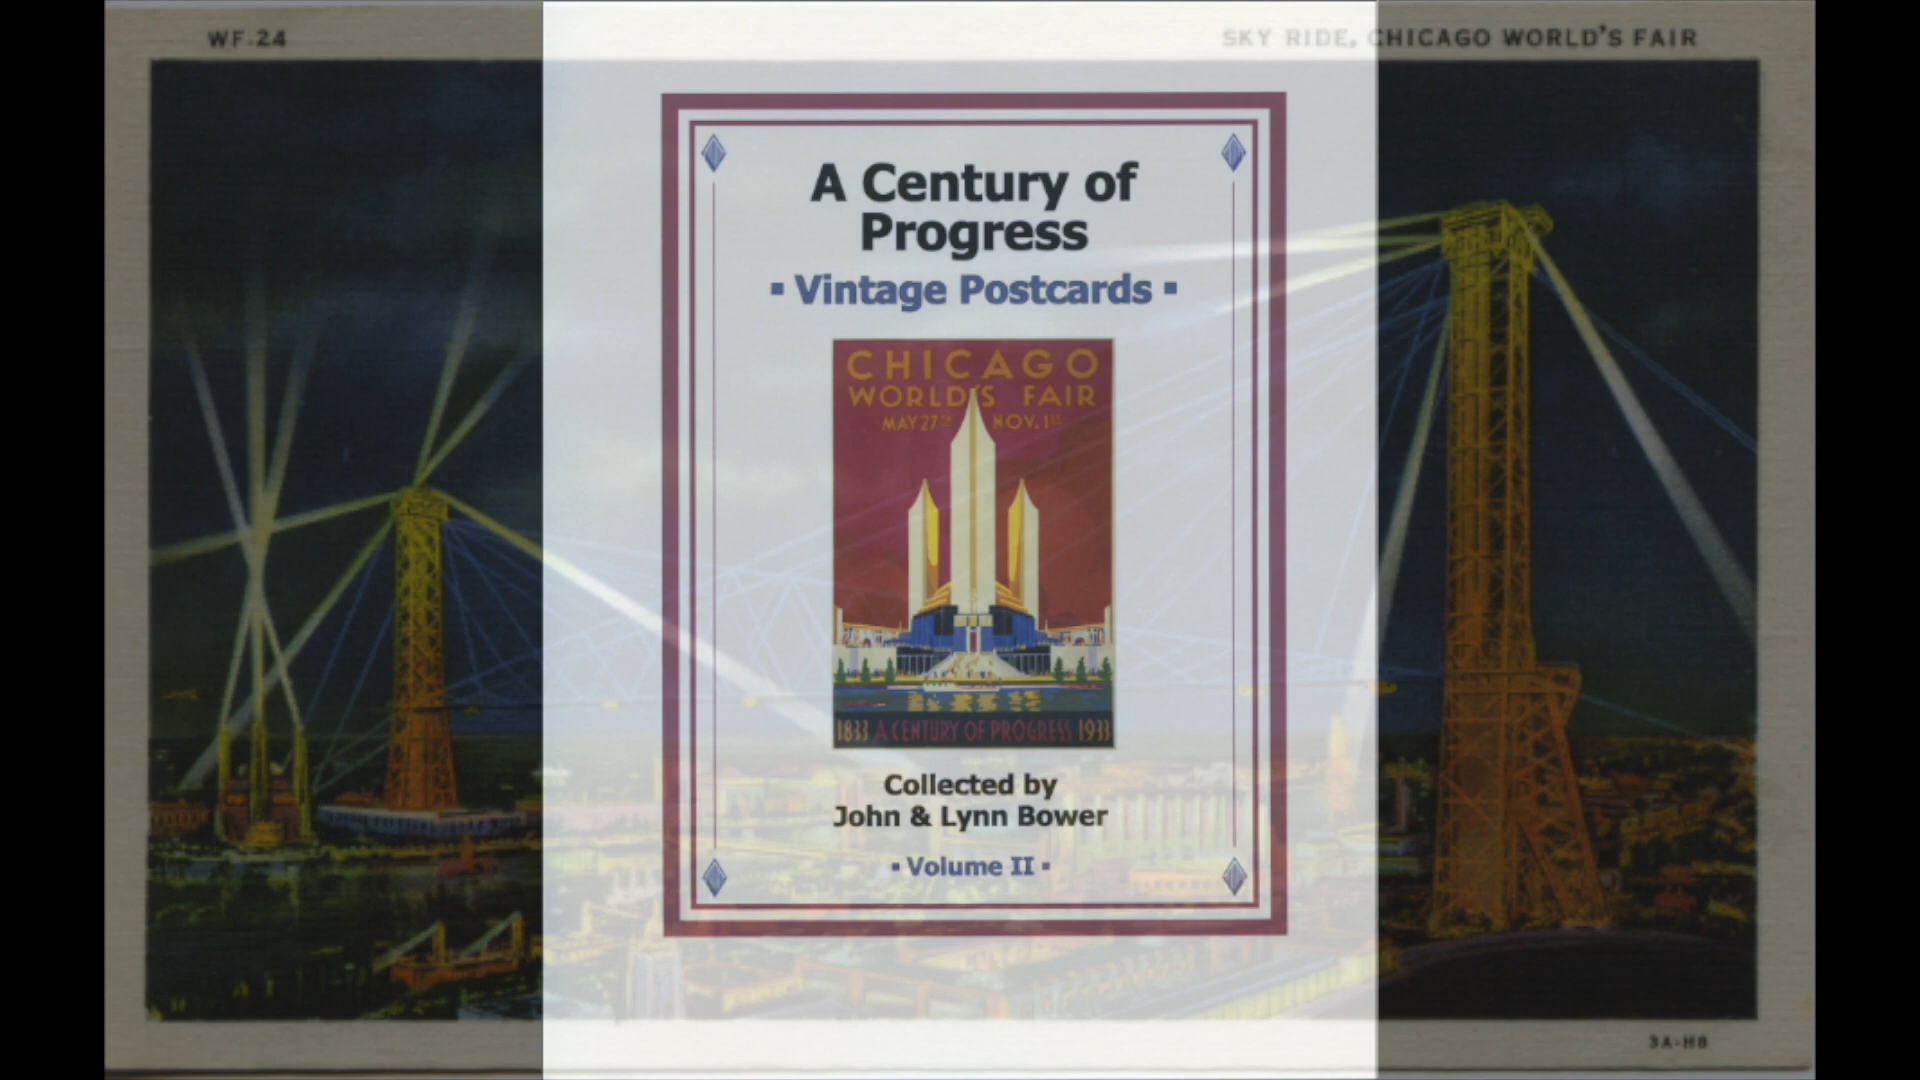 WF-24
SKY RIDE, CHICAGO WORLD'S FAIR
A Century of
Progress
▪ Vintage Postcards ▪
CHICAGO
WORLD'S FAIR
MAY 27TH NOV. 1ST
1833 A CENTURY OF PROGRESS 1933
Collected by
John & Lynn Bower
▪ Volume II ▪
3A-H8